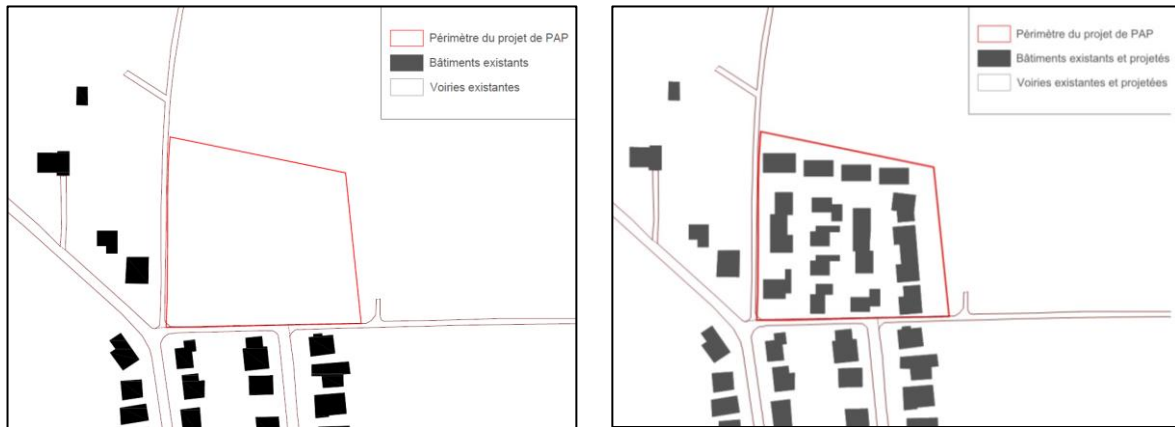 Périmètre du projet de PAP
Bâtiments existants
Voiries existantes
Périmètre du projet de PAP
Bâtiments existants et projetés
Voiries existantes et projetées